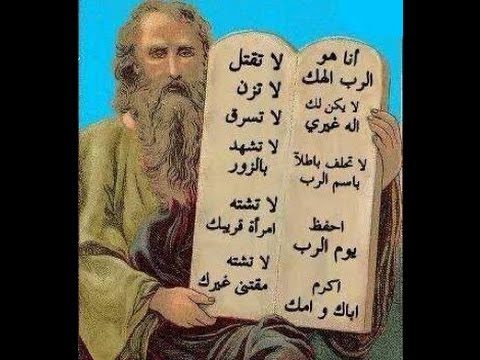 أنا هو
الرب الهك
لا يكن لك
اله غيري
لا تحلف باطلاً
باسم الرب
احفظ
يوم الرب
اكرم
اباك و امك
لا تقتل
لا تزن
لا تسرق
لا تشهد
بالزور
لا تشته
امرأة قريبك
لا تشته
مقتنى غيرك